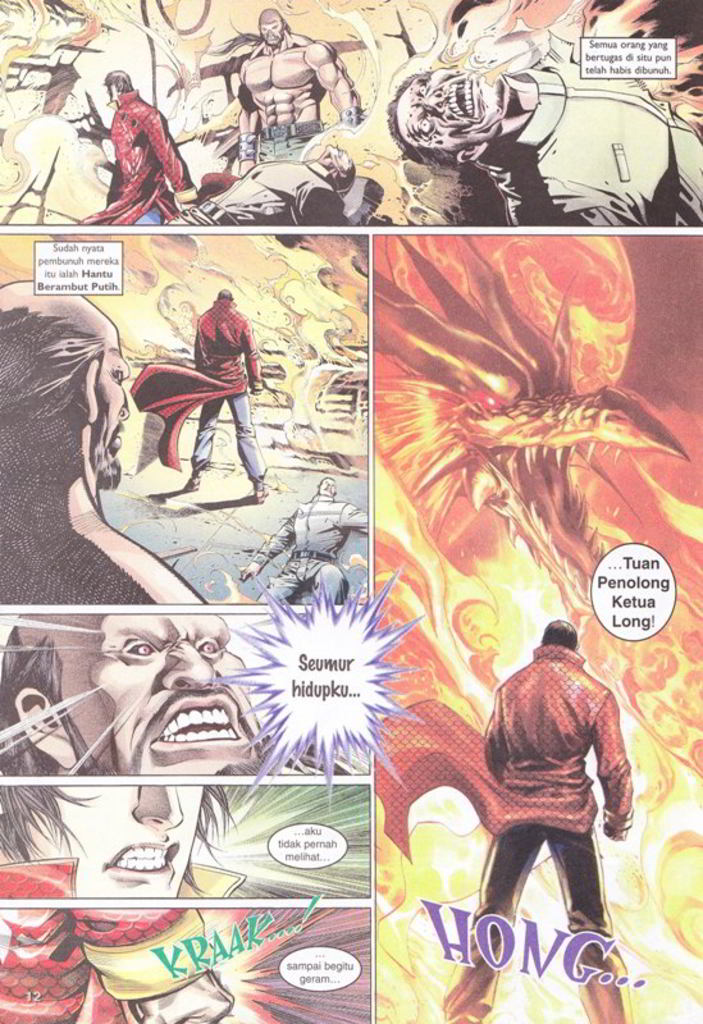 Semua orang yang
bertugas di situ pun
telah habis dibunuh.
Sudah nyata
pembunuh mereka
itu ialah Hantu
Berambut Putih.
Seumur
hidupku...
...aku
tidak pernah
melihat...
KRAAK...!
...
sampai begitu
geram...
...Tuan
Penolong
Ketua
Long!
HONG...
12